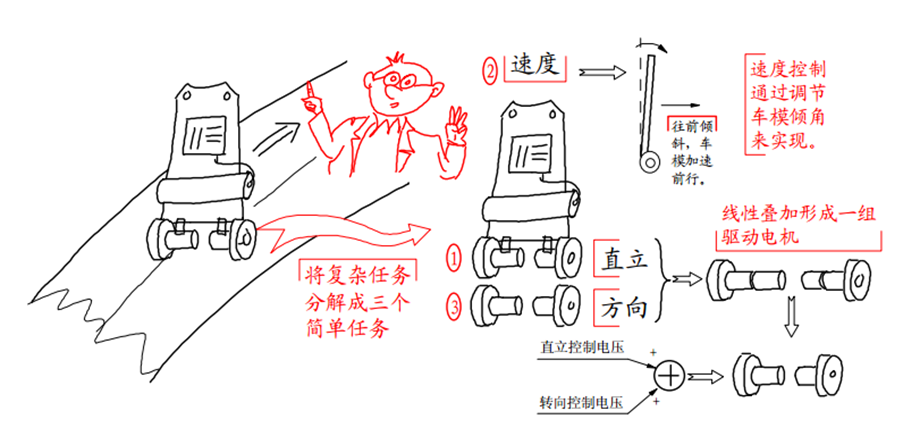 ② 速度
往前倾
斜，车
模加速
前行。
速度控制
通过调节
车模倾角
来实现。
将复杂任务
分解成三个
简单任务
① 直立
③ 方向
线性叠加形成一组
驱动电机
直立控制电压
+
转向控制电压
+